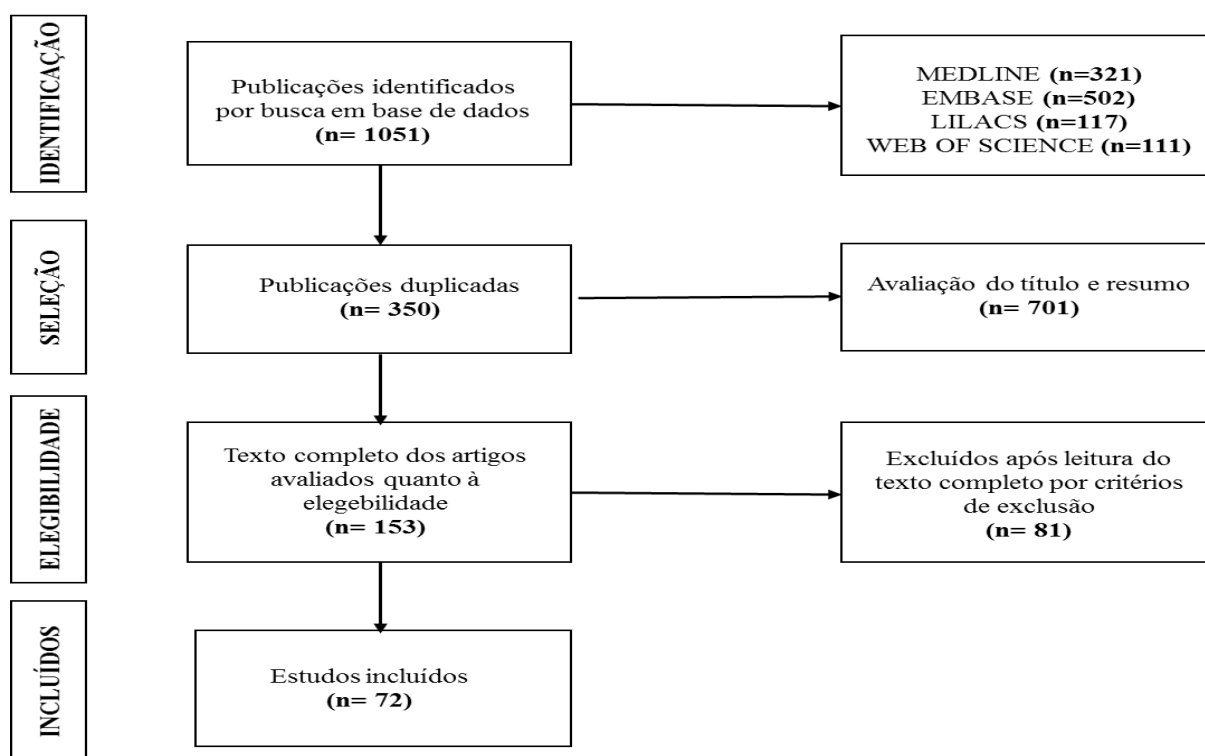 IDENTIFICAÇÃO
Publicações identificados
por busca em base de dados
(n= 1051)
MEDLINE (n=321)
EMBASE (n=502)
LILACS (n=117)
WEB OF SCIENCE (n=111)
SELEÇÃO
Publicações duplicadas
(n= 350)
Avaliação do título e resumo
(n= 701)
ELEGIBILIDADE
Texto completo dos artigos
avaliados quanto à
elegebilidade
(n= 153)
Excluídos após leitura do
texto completo por critérios
de exclusão
(n= 81)
INCLUÍDOS
Estudos incluídos
(n= 72)